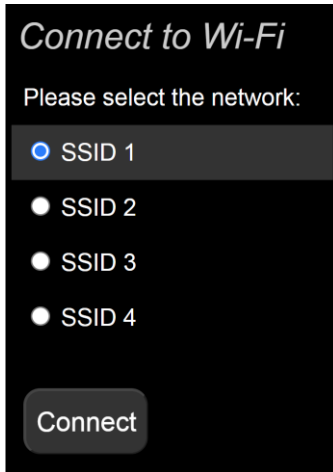 Connect to Wi-Fi
Please select the network:
SSID 1
SSID 2
SSID 3
SSID 4
Connect